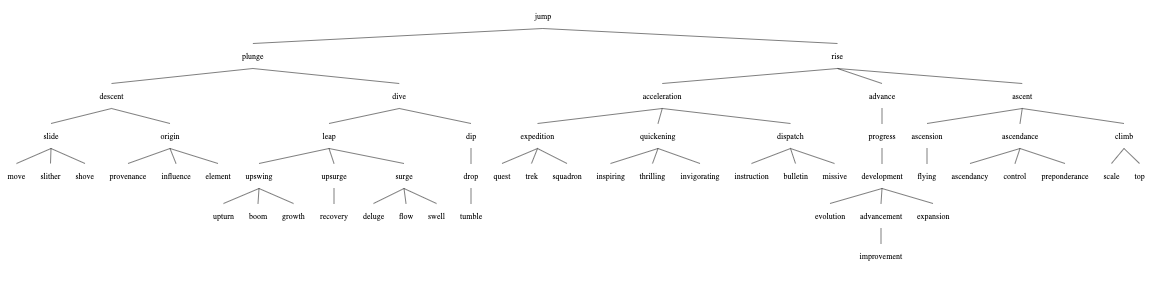 jump
plunge rise
descent dive acceleration advance ascent
slide origin leap dip expedition quickening dispatch progress ascension ascendance climb
move slither shove provenance influence element upswing upsurge surge drop quest trek squadron inspiring thrilling invigorating instruction bulletin missive development flying ascendancy control preponderance scale top
upturn boom growth recovery deluge flow swell tumble evolution advancement expansion
improvement